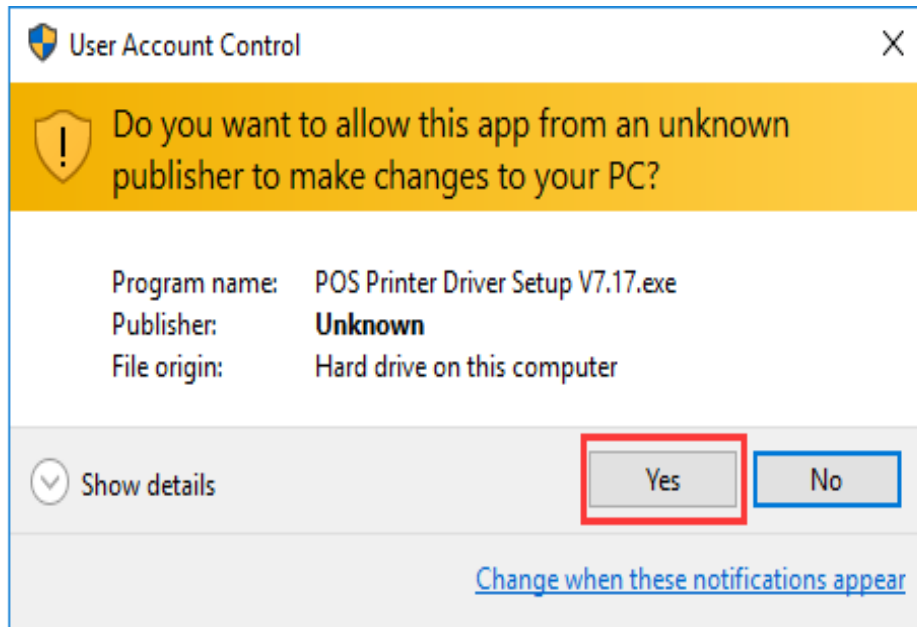 User Account Control
Do you want to allow this app from an unknown
publisher to make changes to your PC?
Program name: POS Printer Driver Setup V7.17.exe
Publisher: Unknown
File origin: Hard drive on this computer
Show details
Yes
No
Change when these notifications appear